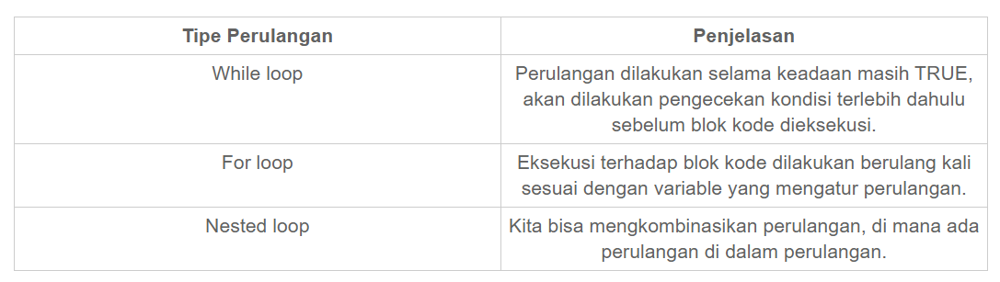 Tipe Perulangan
Penjelasan
While loop
Perulangan dilakukan selama keadaan masih TRUE,
akan dilakukan pengecekan kondisi terlebih dahulu
sebelum blok kode dieksekusi.
For loop
Eksekusi terhadap blok kode dilakukan berulang kali
sesuai dengan variable yang mengatur perulangan.
Nested loop
Kita bisa mengkombinasikan perulangan, di mana ada
perulangan di dalam perulangan.